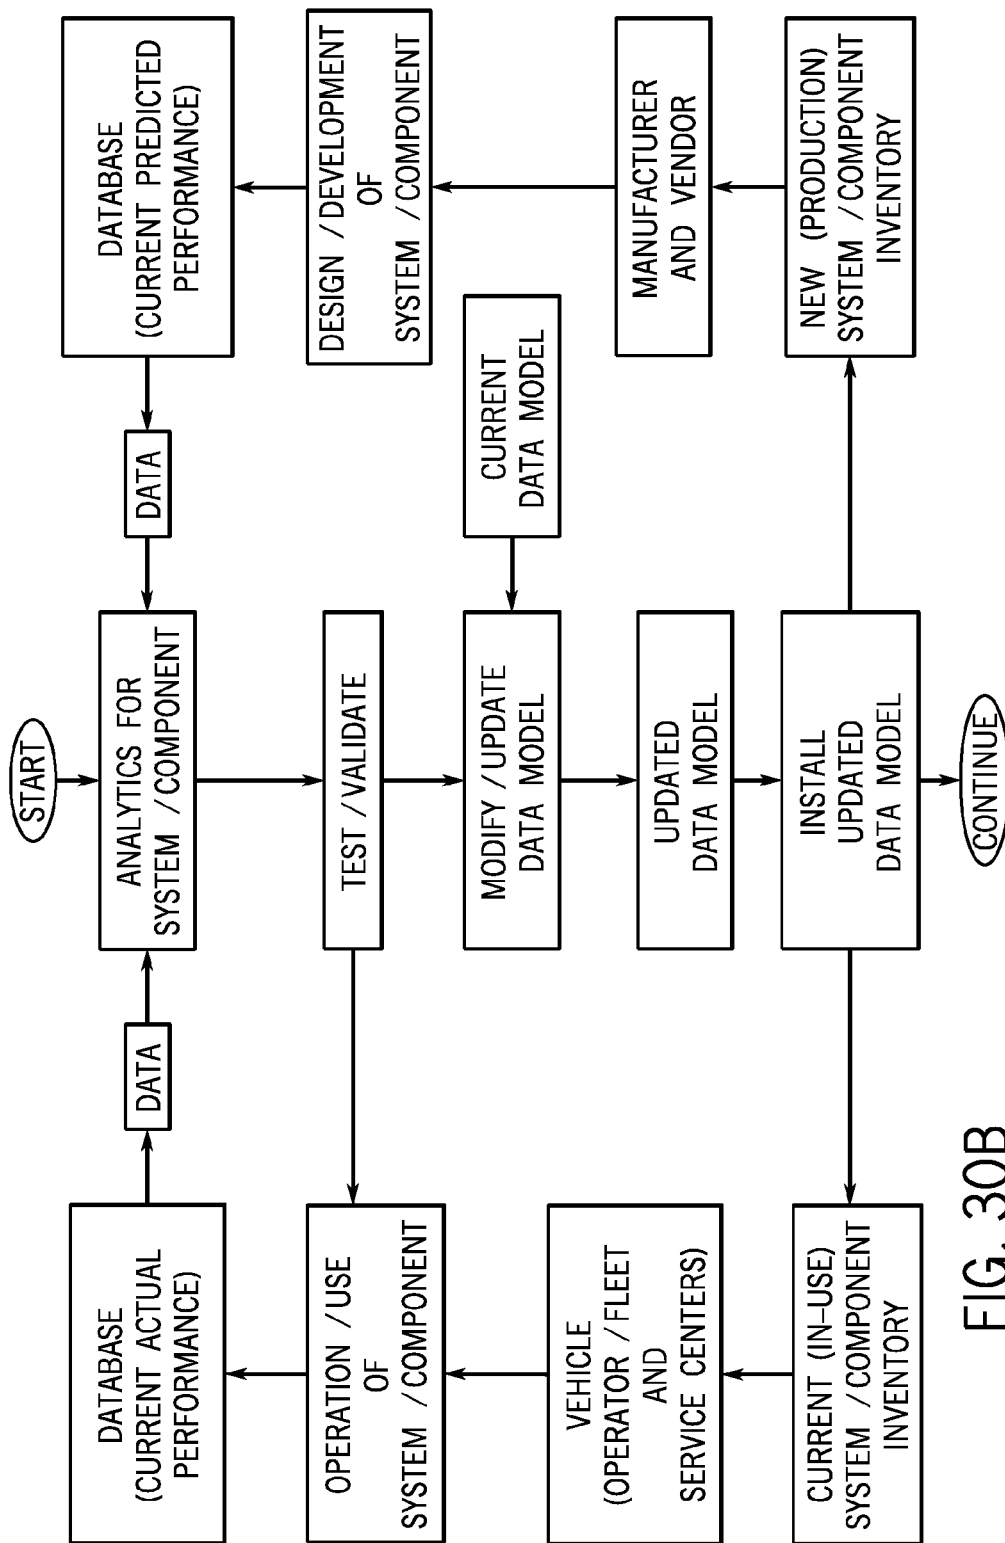 START
DATABASE
(CURRENT ACTUAL
PERFORMANCE)
DATA
ANALYTICS FOR
SYSTEM /COMPONENT
DATA
DATABASE
(CURRENT PREDICTED
PERFORMANCE)
OPERATION /USE
OF
SYSTEM /COMPONENT
TEST /VALIDATE
DESIGN /DEVELOPMENT
OF
SYSTEM /COMPONENT
MODIFY /UPDATE
DATA MODEL
CURRENT
DATA MODEL
VEHICLE
(OPERATOR /FLEET
AND
SERVICE CENTERS)
UPDATED
DATA MODEL
MANUFACTURER
AND VENDOR
CURRENT (IN-USE)
SYSTEM /COMPONENT
INVENTORY
INSTALL
UPDATED
DATA MODEL
NEW (PRODUCTION)
SYSTEM /COMPONENT
INVENTORY
CONTINUE
FIG. 30B